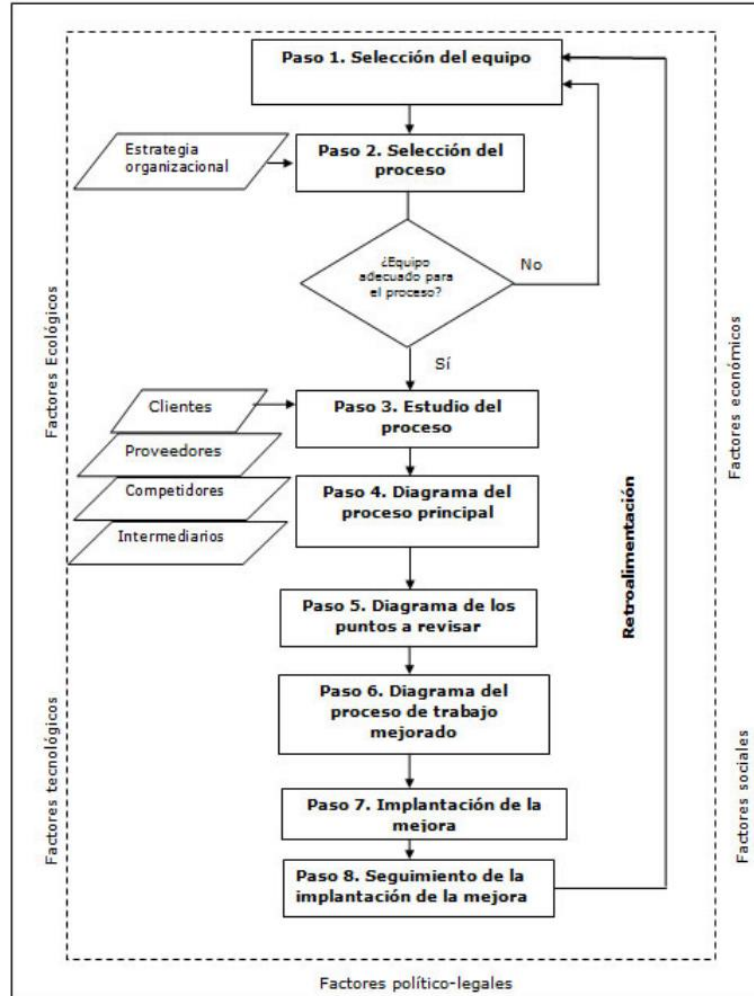 Paso 1. Selección del equipo
Estrategia
organizacional
Paso 2. Selección del
proceso
¿Equipo
adecuado para
el proceso?
No
Sí
Clientes
Proveedores
Competidores
Intermediarios
Paso 3. Estudio del
proceso
Paso 4. Diagrama del
proceso principal
Paso 5. Diagrama de los
puntos a revisar
Paso 6. Diagrama del
proceso de trabajo
mejorado
Paso 7. Implantación de la
mejora
Paso 8. Seguimiento de la
implantación de la mejora
Retroalimentación
Factores Ecológicos
Factores tecnológicos
Factores económicos
Factores sociales
Factores político-legales